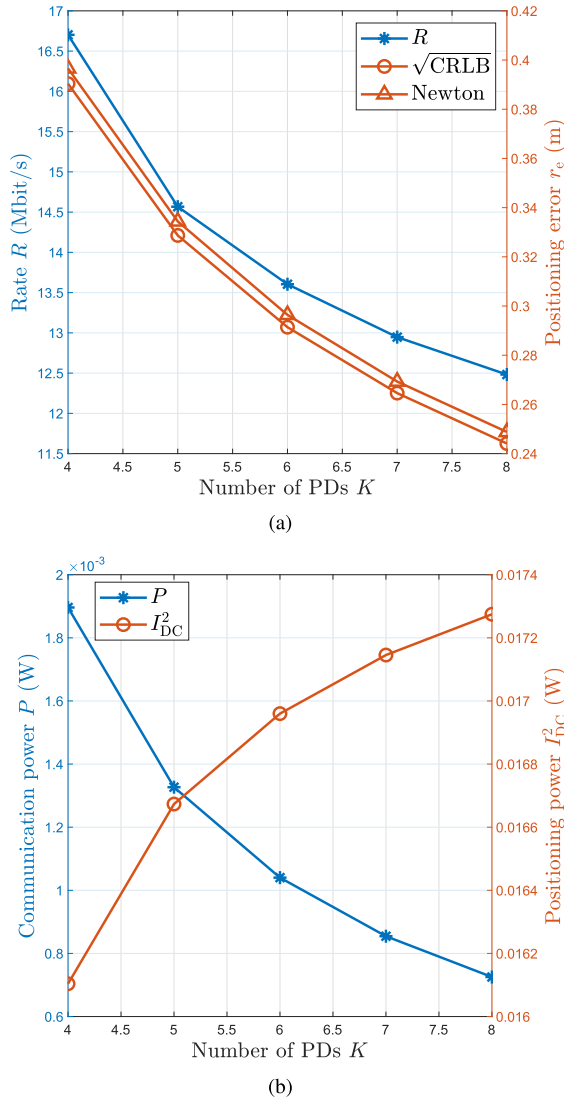 17
16.5
16
15.5
15
14.5
14
13.5
13
12.5
12
11.5
Rate R (Mbit/s)
R
√CRLB
Newton
0.42
0.4
0.38
0.36
0.34
0.32
0.3
0.28
0.26
0.24
Positioning error r_e (m)
4 4.5 5 5.5 6 6.5 7 7.5 8
Number of PDs K
(a)
×10⁻³
2
1.8
1.6
1.4
1.2
1
0.8
0.6
Communication power P (W)
P
I²_DC
0.0174
0.0172
0.017
0.0168
0.0166
0.0164
0.0162
0.016
Positioning power I²_DC (W)
4 4.5 5 5.5 6 6.5 7 7.5 8
Number of PDs K
(b)